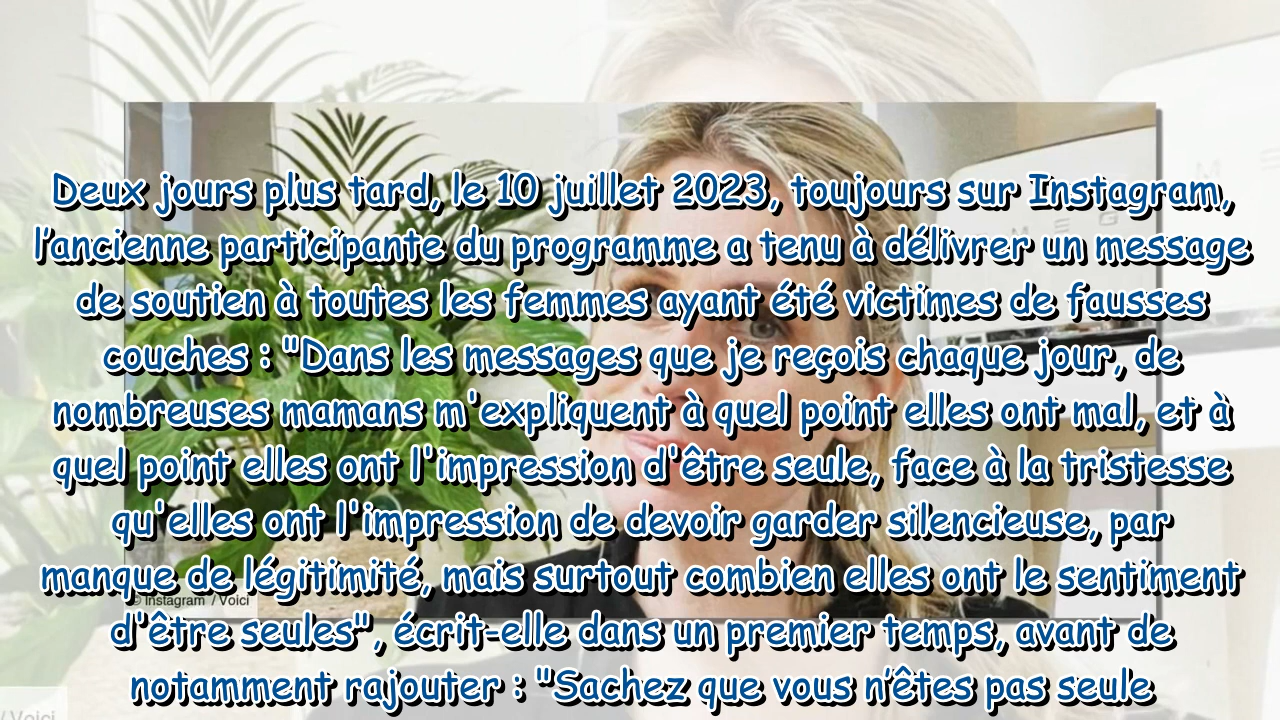 Deux jours plus tard, le 10 juillet 2023, toujours sur Instagram,
l’ancienne participante du programme a tenu à délivrer un message
de soutien à toutes les femmes ayant été victimes de fausses
couches : "Dans les messages que je reçois chaque jour, de
nombreuses mamans m'expliquent à quel point elles ont mal, et à
quel point elles ont l'impression d'être seule, face à la tristesse
qu'elles ont l'impression de devoir garder silencieuse, par
manque de légitimité, mais surtout combien elles ont le sentiment
© Instagram / Voici
d'être seules", écrit-elle dans un premier temps, avant de
notamment rajouter : "Sachez que vous n’êtes pas seule
/ Voici